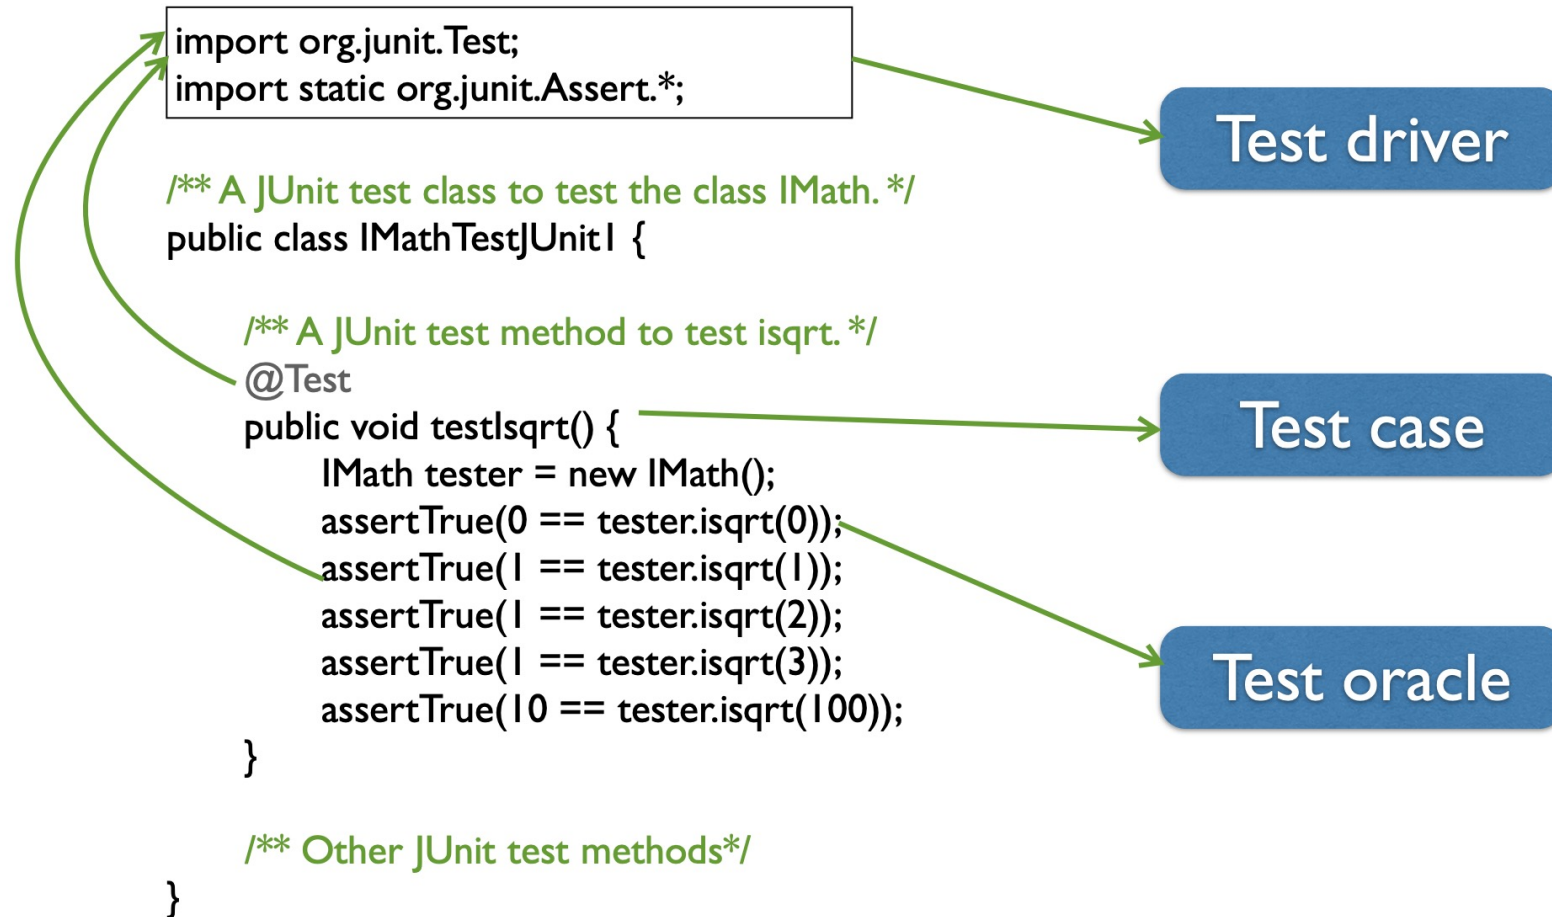 import org.junit.Test;
import static org.junit.Assert.*;
Test driver
/** A JUnit test class to test the class IMath. */
public class IMathTestJUnit1 {
/** A JUnit test method to test isqrt. */
@Test
public void testIsqrt() {
Test case
IMath tester = new IMath();
assertTrue(0 == tester.isqrt(0));
assertTrue(1 == tester.isqrt(1));
assertTrue(1 == tester.isqrt(2));
assertTrue(1 == tester.isqrt(3));
Test oracle
assertTrue(10 == tester.isqrt(100));
}
/** Other JUnit test methods*/
}